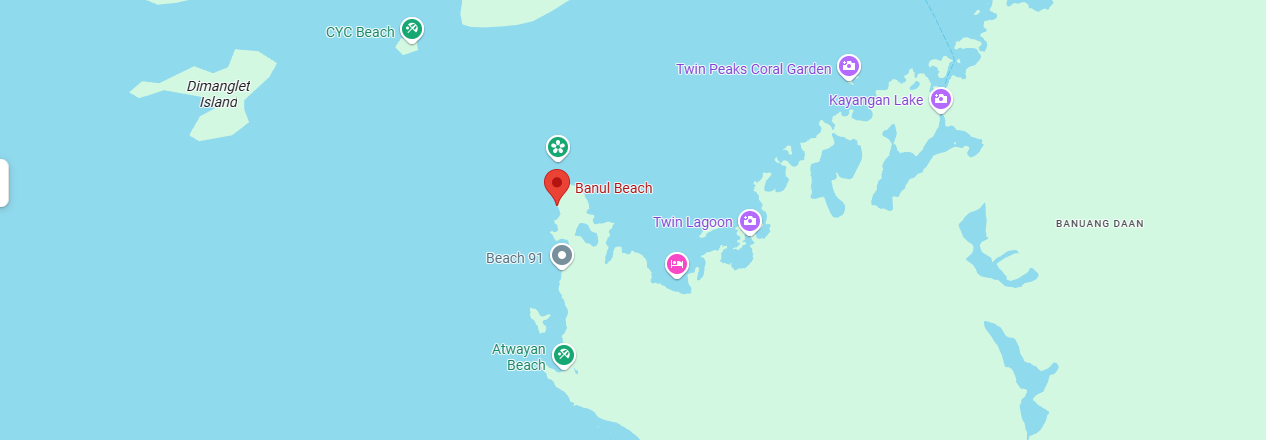 CYC Beach
Dimanglet
Island
Twin Peaks Coral Garden
Kayangan Lake
Banul Beach
Twin Lagoon
BANUANG DAAN
Beach 91
Atwayan
Beach